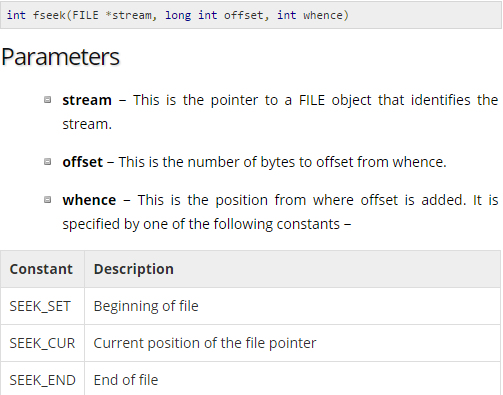 int fseek(FILE *stream, long int offset, int whence)
Parameters
stream – This is the pointer to a FILE object that identifies the
stream.
offset – This is the number of bytes to offset from whence.
whence – This is the position from where offset is added. It is
specified by one of the following constants –
Constant Description
SEEK_SET Beginning of file
SEEK_CUR Current position of the file pointer
SEEK_END End of file